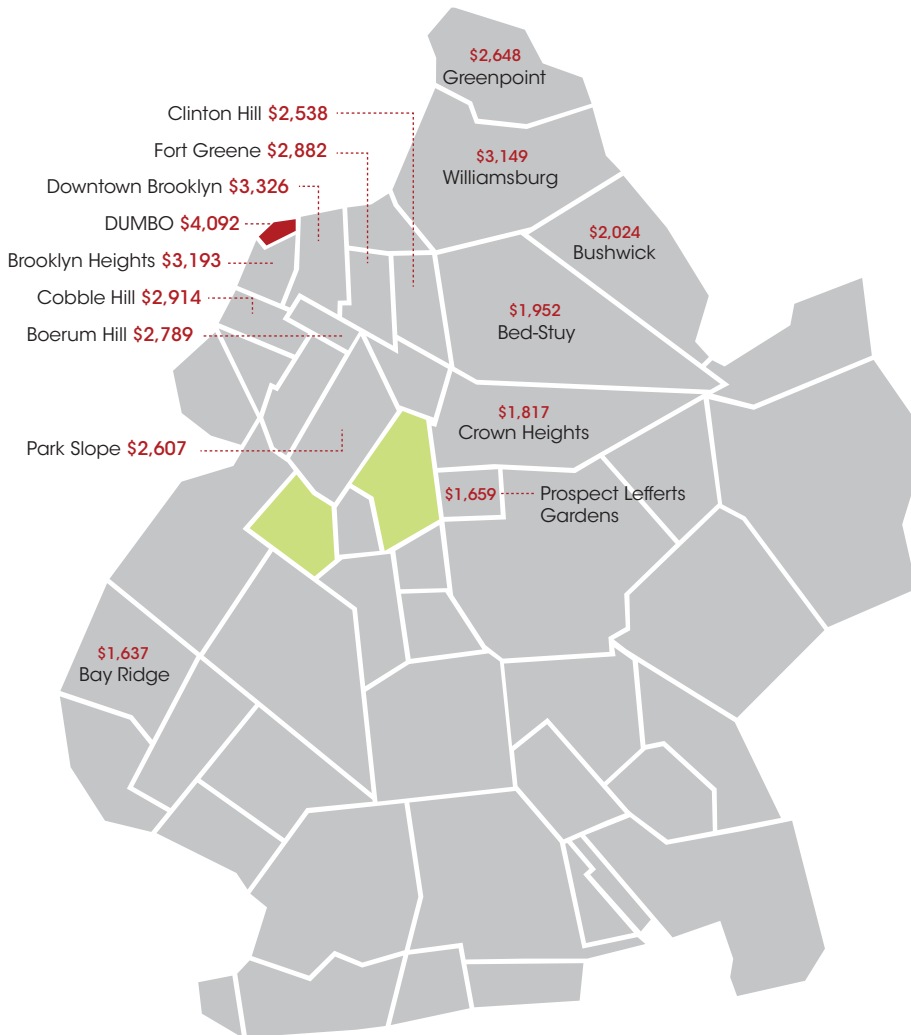 $2,648
Greenpoint
Clinton Hill $2,538
Fort Greene $2,882
$3,149
Williamsburg
Downtown Brooklyn $3,326
DUMBO $4,092
$2,024
Bushwick
Brooklyn Heights $3,193
Cobble Hill $2,914
$1,952
Bed-Stuy
Boerum Hill $2,789
$1,817
Crown Heights
Park Slope $2,607
$1,659 Prospect Lefferts
Gardens
$1,637
Bay Ridge